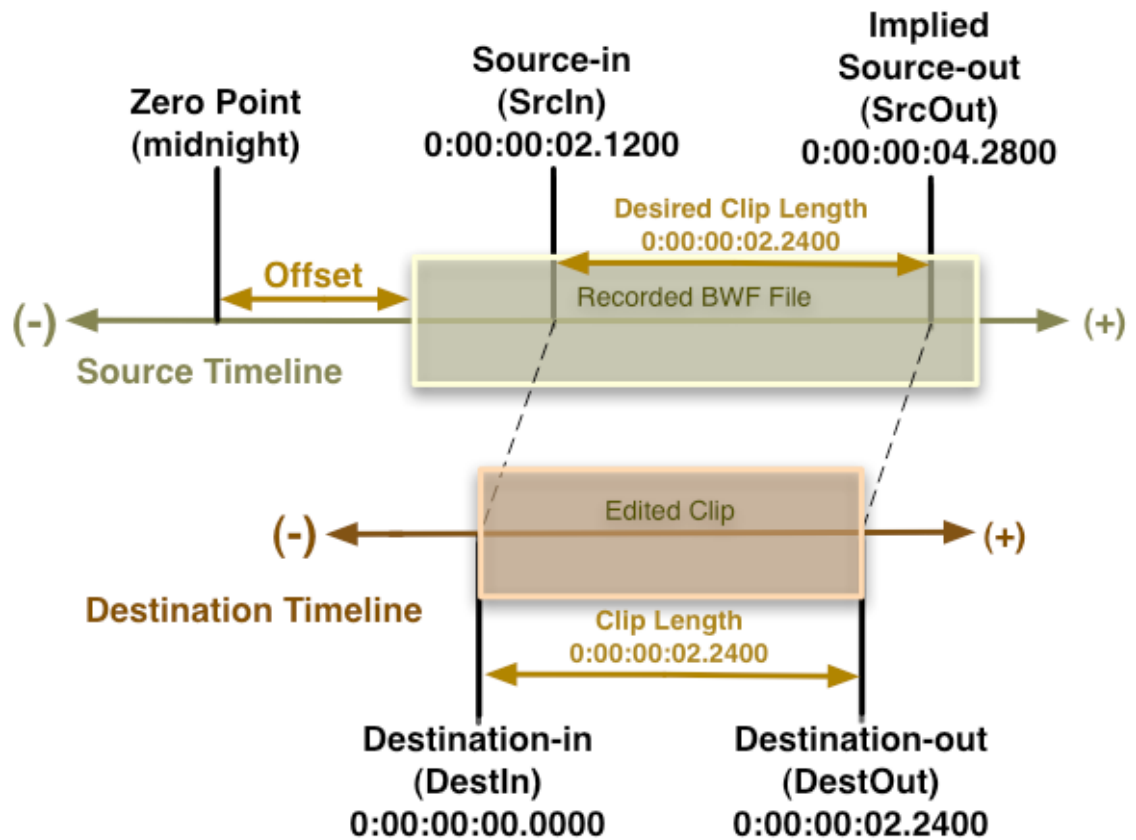 Zero Point
(midnight)
Source-in
(SrcIn)
0:00:00:02.1200
Implied
Source-out
(SrcOut)
0:00:00:04.2800
Desired Clip Length
0:00:00:02.2400
Offset
Recorded BWF File
(-)
(+)
Source Timeline
Edited Clip
(-)
(+)
Destination Timeline
Clip Length
0:00:00:02.2400
Destination-in
(DestIn)
0:00:00:00.0000
Destination-out
(DestOut)
0:00:00:02.2400